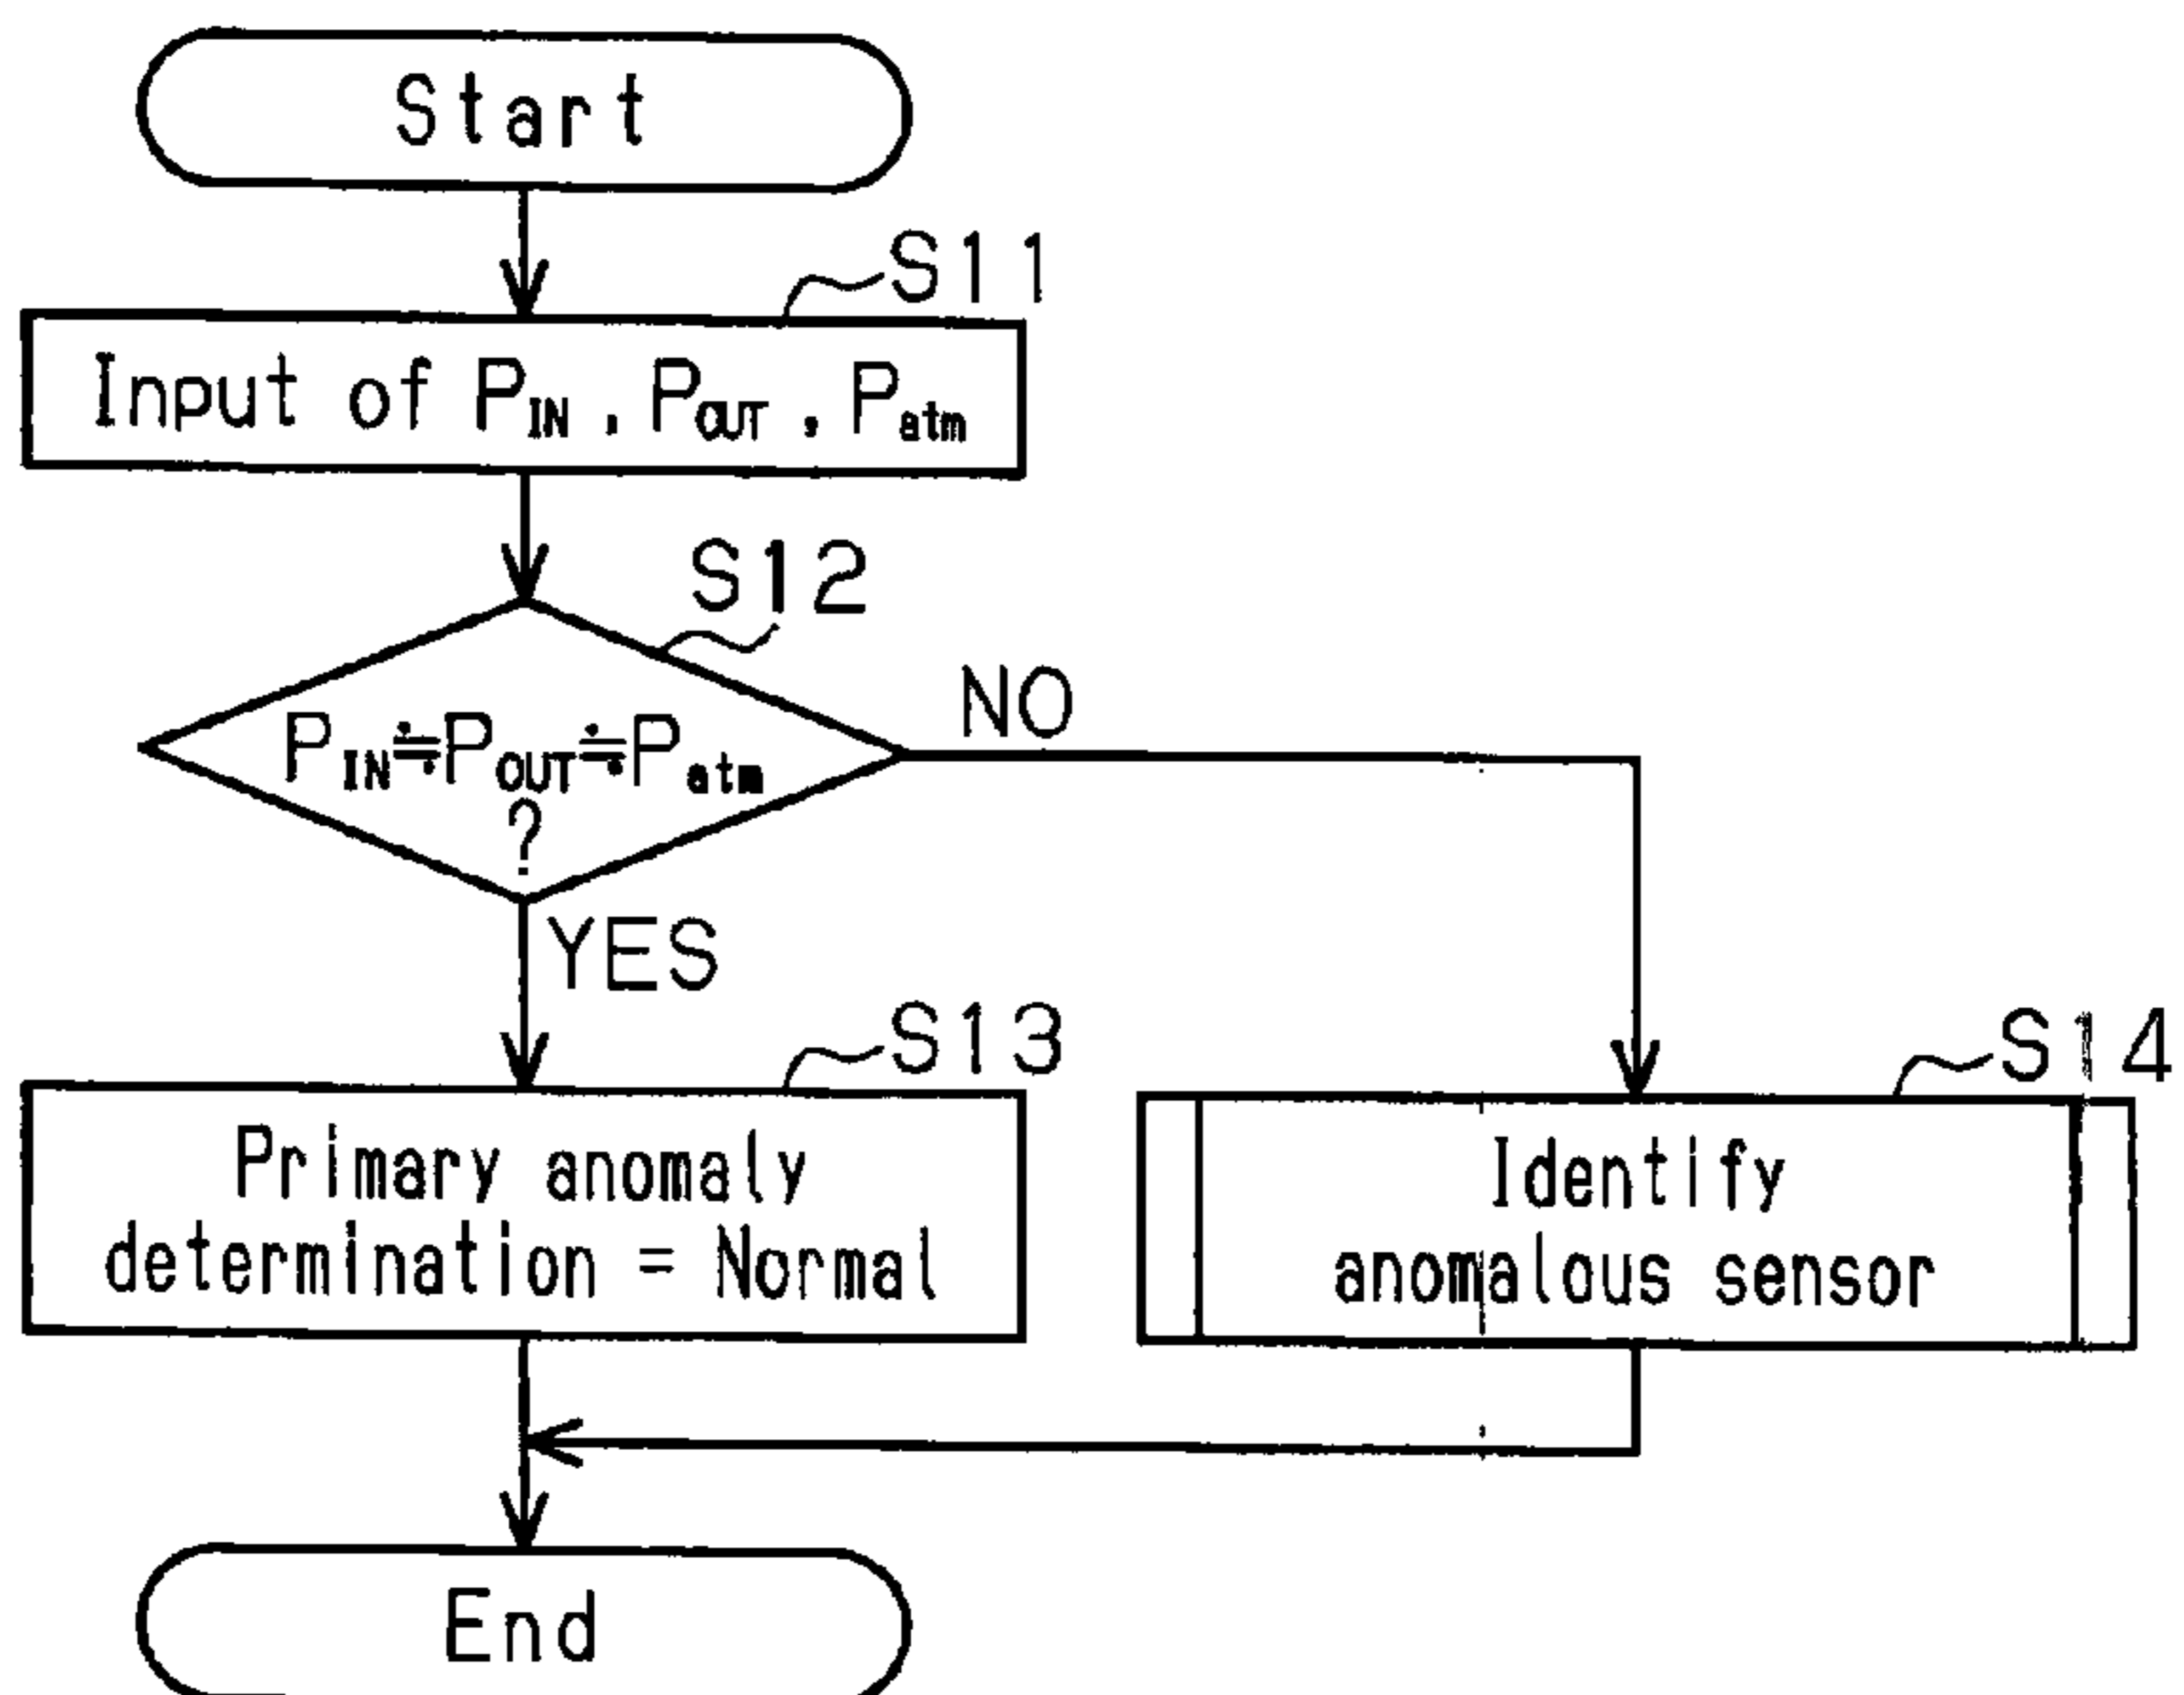 Start
S11
Input of P_IN, P_OUT, P_atm
S12
P_IN≒P_OUT≒P_atm
?
NO
YES
S13
Primary anomaly
determination = Normal
S14
Identify
anomalous sensor
End